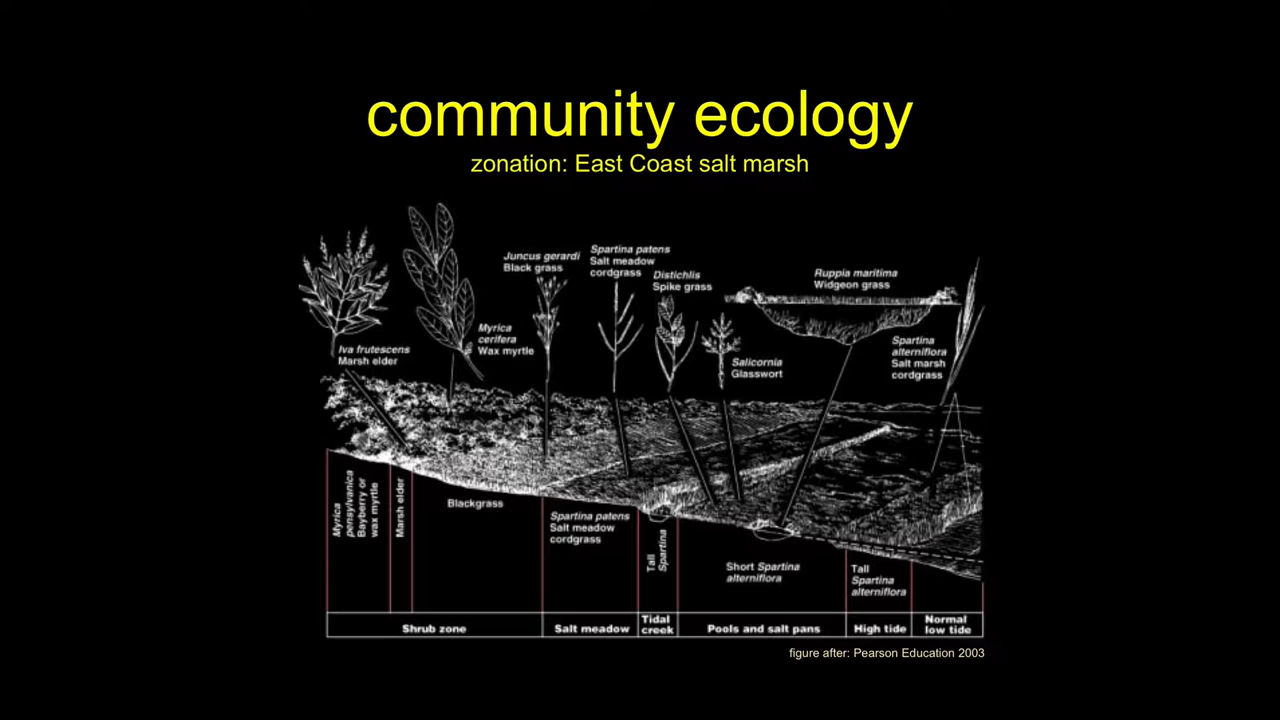 community ecology
zonation: East Coast salt marsh
Juncus gerardi
Black grass
Spartina patens
Salt meadow
cordgrass
Distichlis
Spike grass
Ruppia maritima
Widgeon grass
Myrica
cerifera
Wax myrtle
Iva frutescens
Marsh elder
Salicornia
Glasswort
Spartina
alterniflora
Salt marsh
cordgrass
Myrica
pensylvanica
Bayberry or
wax myrtle
Marsh elder
Blackgrass
Spartina patens
Salt meadow
cordgrass
Tall
Spartina
Short Spartina
alterniflora
Tall
Spartina
alterniflora
Shrub zone
Salt meadow
Tidal
creek
Pools and salt pans
High tide
Normal
low tide
figure after: Pearson Education 2003